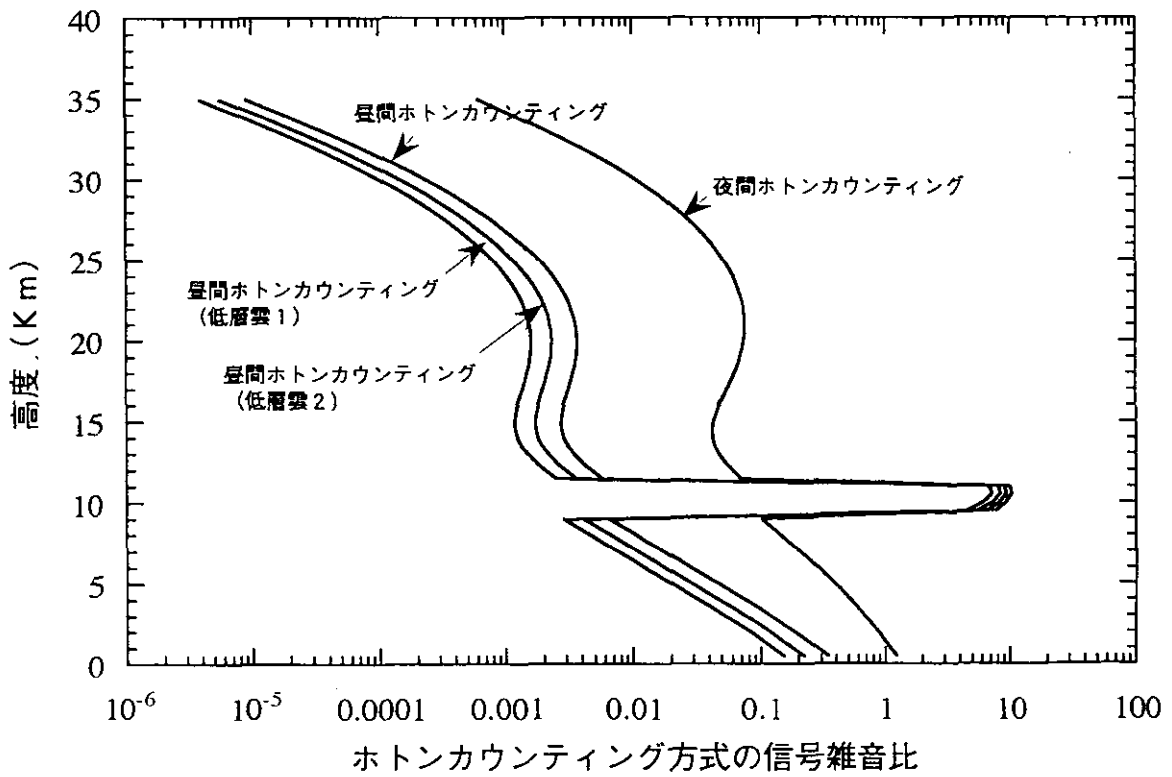 40
35
30
25
20
15
10
5
0
高度.(Km)
昼間ホトンカウンティング
夜間ホトンカウンティング
昼間ホトンカウンティング
(低層雲1)
昼間ホトンカウンティング
(低層雲2)
10-6 10-5 0.0001 0.001 0.01 0.1 1 10 100
ホトンカウンティング方式の信号雑音比